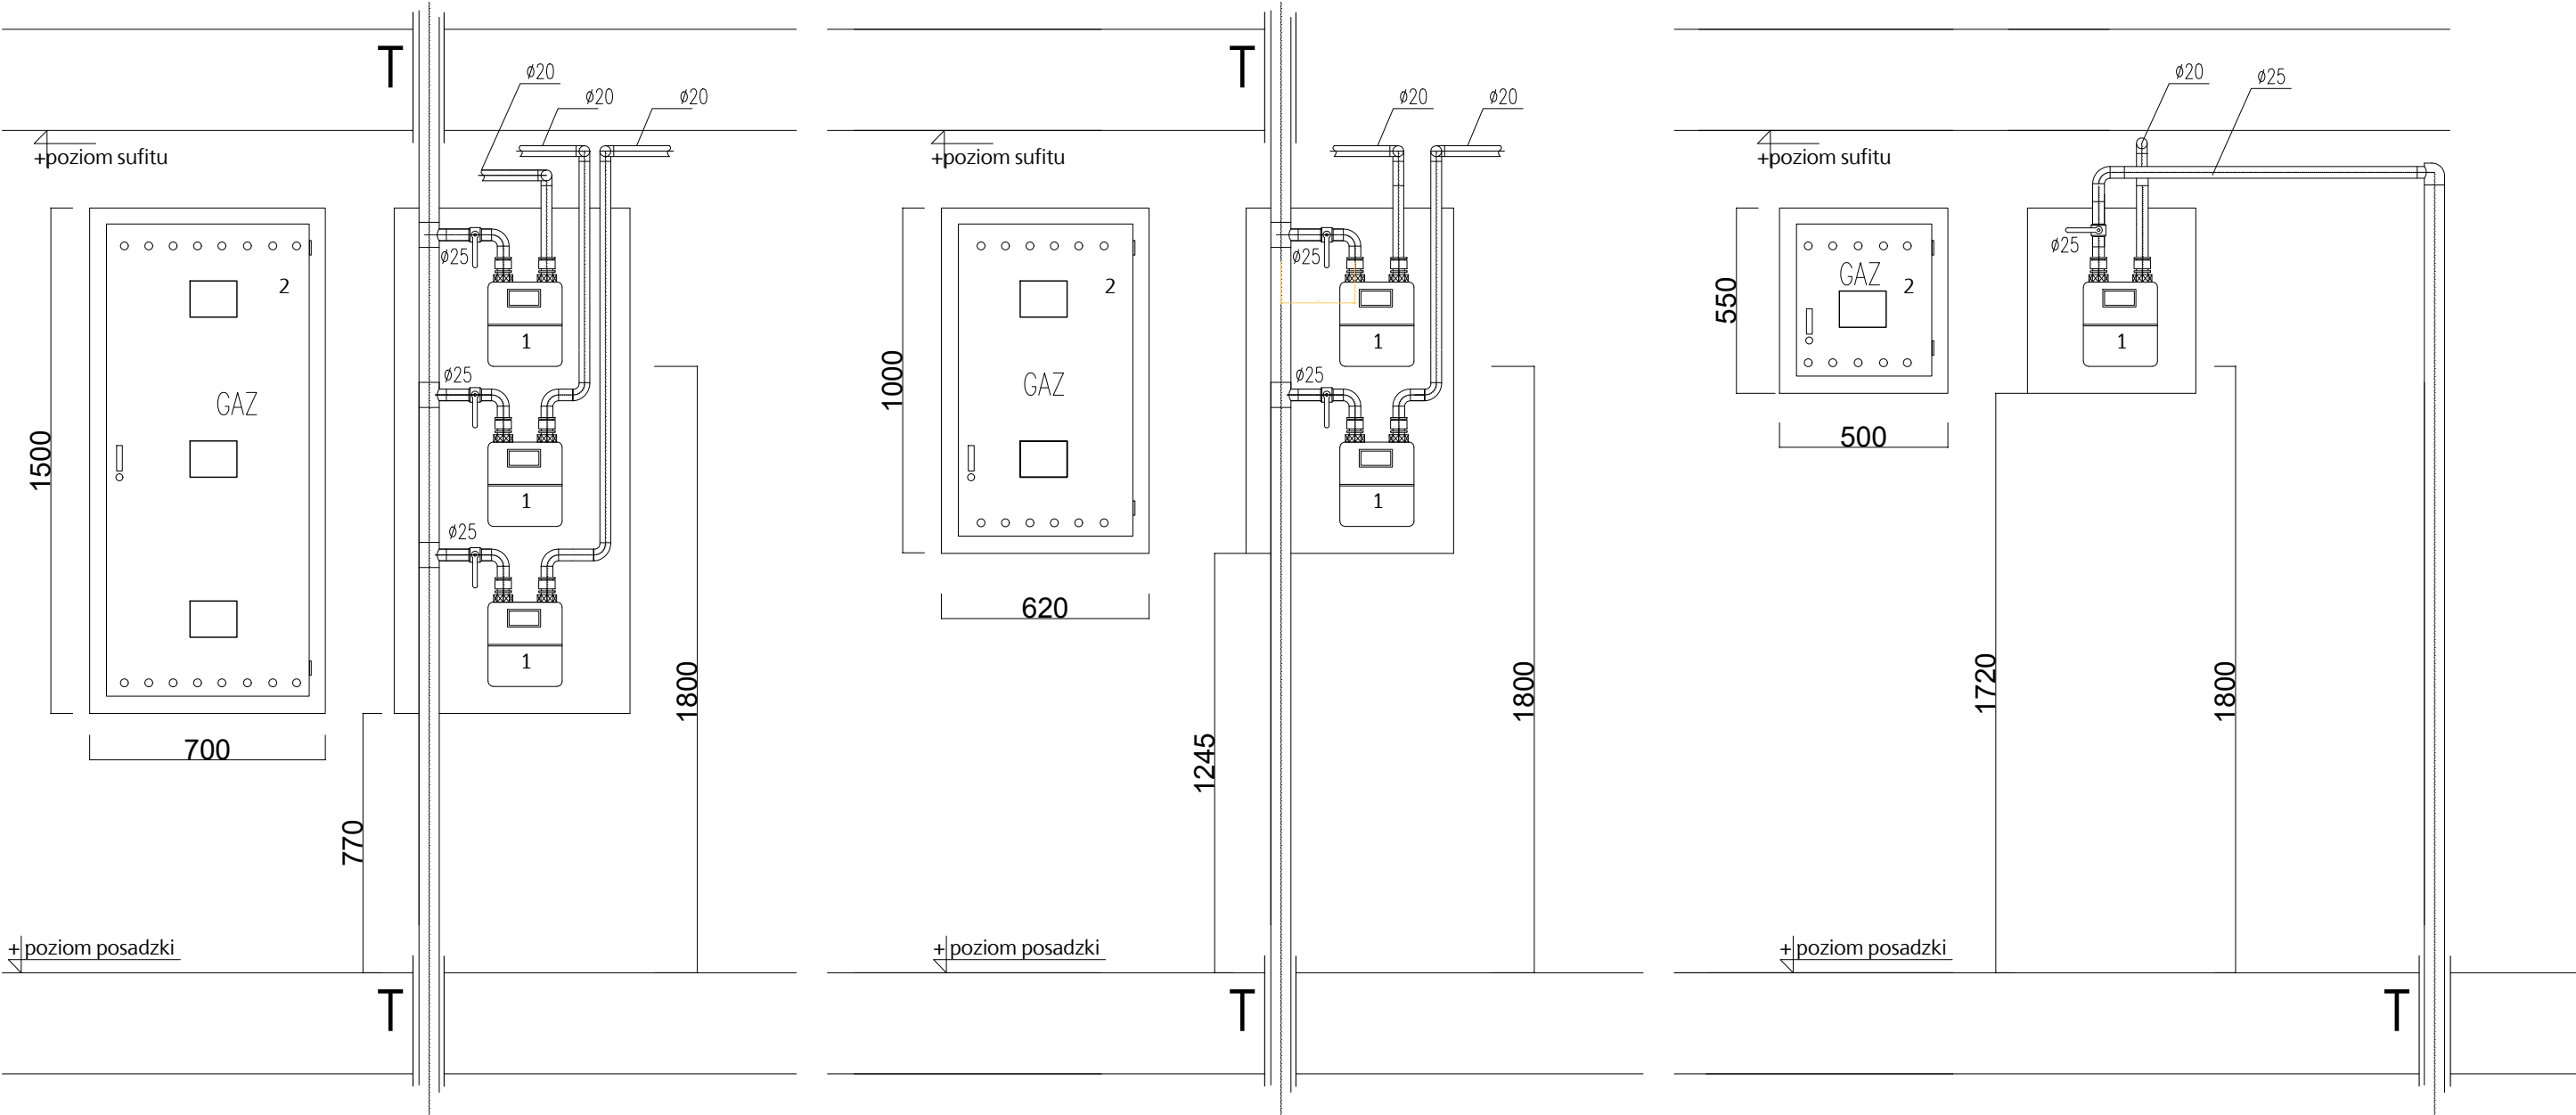 T
ø20
ø20
ø20
+poziom sufitu
ø25
2
1
ø25
GAZ
1500
1
ø25
1
700
1800
770
+poziom posadzki
T
T
ø20
ø20
+poziom sufitu
ø25
2
1
ø25
GAZ
1000
1
620
1800
1245
+poziom posadzki
T
ø20
ø25
+poziom sufitu
ø25
GAZ
2
550
1
500
1720
1800
+poziom posadzki
T